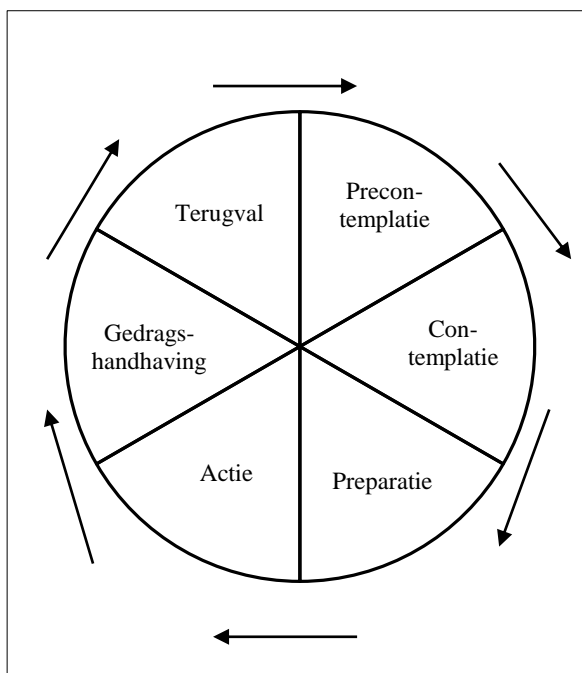 Terugval
Precon-
templatie
Gedrags-
handhaving
Con-
templatie
Actie
Preparatie